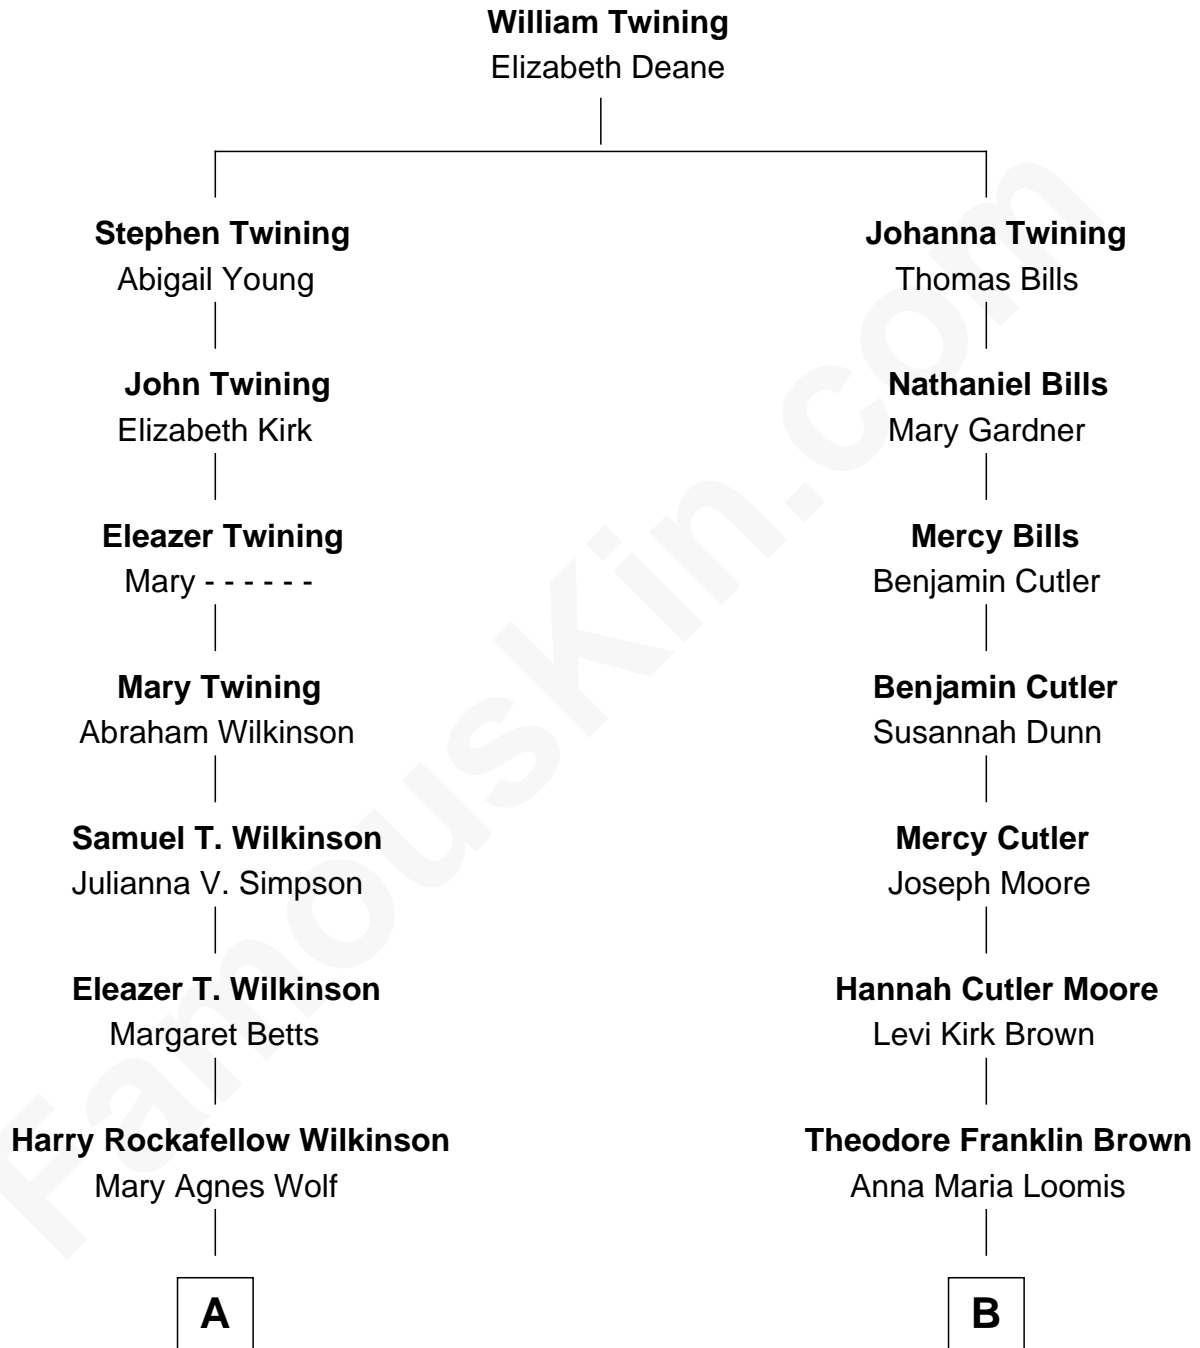 William Twining
Elizabeth Deane
Stephen Twining
Abigail Young
Johanna Twining
Thomas Bills
John Twining
Elizabeth Kirk
Nathaniel Bills
Mary Gardner
Eleazer Twining
Mary - - - - - -
Mercy Bills
Benjamin Cutler
Mary Twining
Abraham Wilkinson
Benjamin Cutler
Susannah Dunn
Samuel T. Wilkinson
Julianna V. Simpson
Mercy Cutler
Joseph Moore
Eleazer T. Wilkinson
Margaret Betts
Hannah Cutler Moore
Levi Kirk Brown
Harry Rockafellow Wilkinson
Mary Agnes Wolf
Theodore Franklin Brown
Anna Maria Loomis
A
B
FamousKin.com